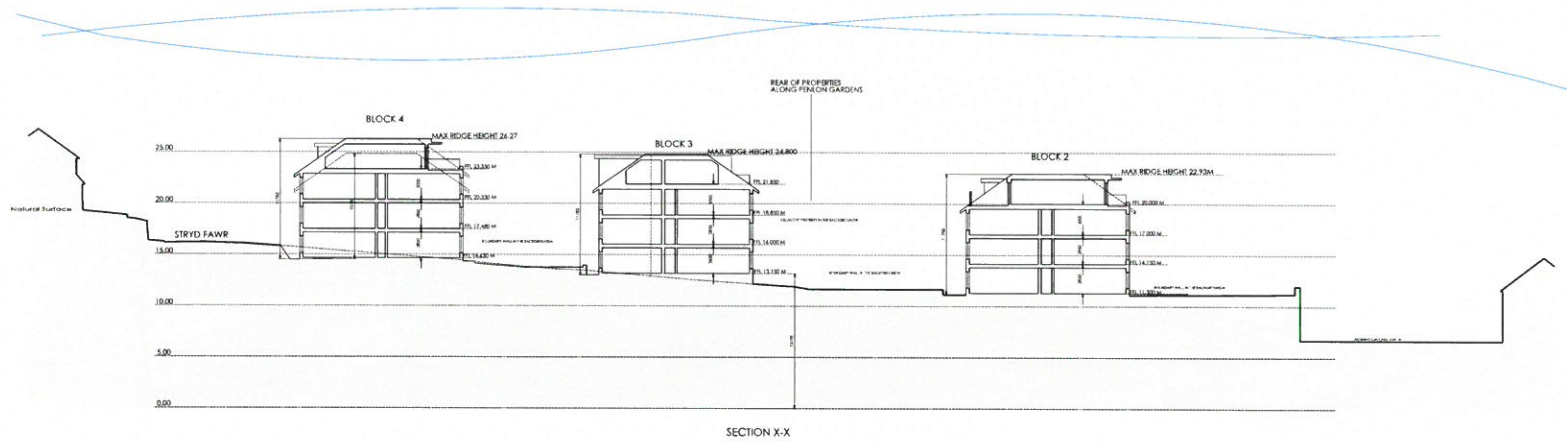 REAR OF PROPERTIES
ALONG PENLON GARDENS
BLOCK 4
MAX RIDGE HEIGHT 26.27
BLOCK 3
MAX RIDGE HEIGHT 24.800
BLOCK 2
MAX RIDGE HEIGHT 22.93M
25.00
20.00
15.00
10.00
5.00
0.00
Natural Surface
STRYD FAWR
FFL 23.330 M
FFL 20.330 M
FFL 17.480 M
FFL 14.630 M
FFL 21.850
FFL 18.850 M
FFL 16.000 M
FFL 13.150 M
FFL 20.000 M
FFL 17.000 M
FFL 14.150 M
FFL 11.300 M
SECTION X-X